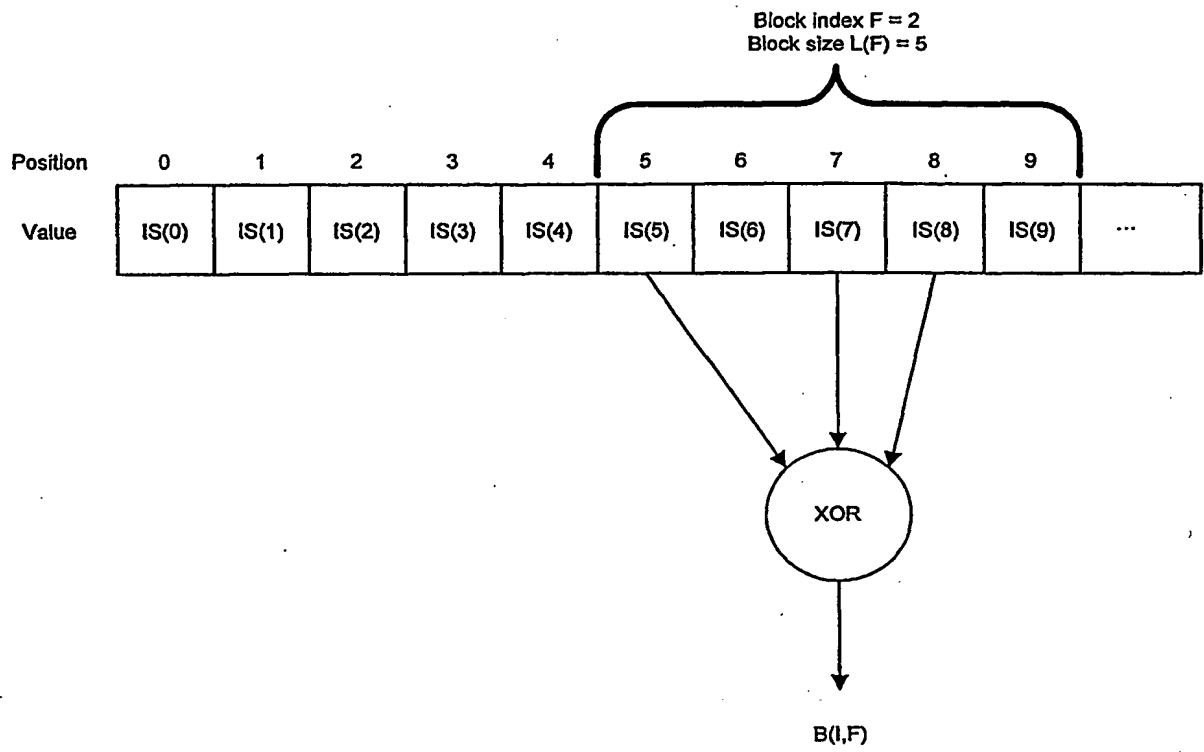 Block index F = 2
Block size L(F) = 5
Position 0 1 2 3 4 5 6 7 8 9
Value IS(0) IS(1) IS(2) IS(3) IS(4) IS(5) IS(6) IS(7) IS(8) IS(9) ...
XOR
B(I,F)